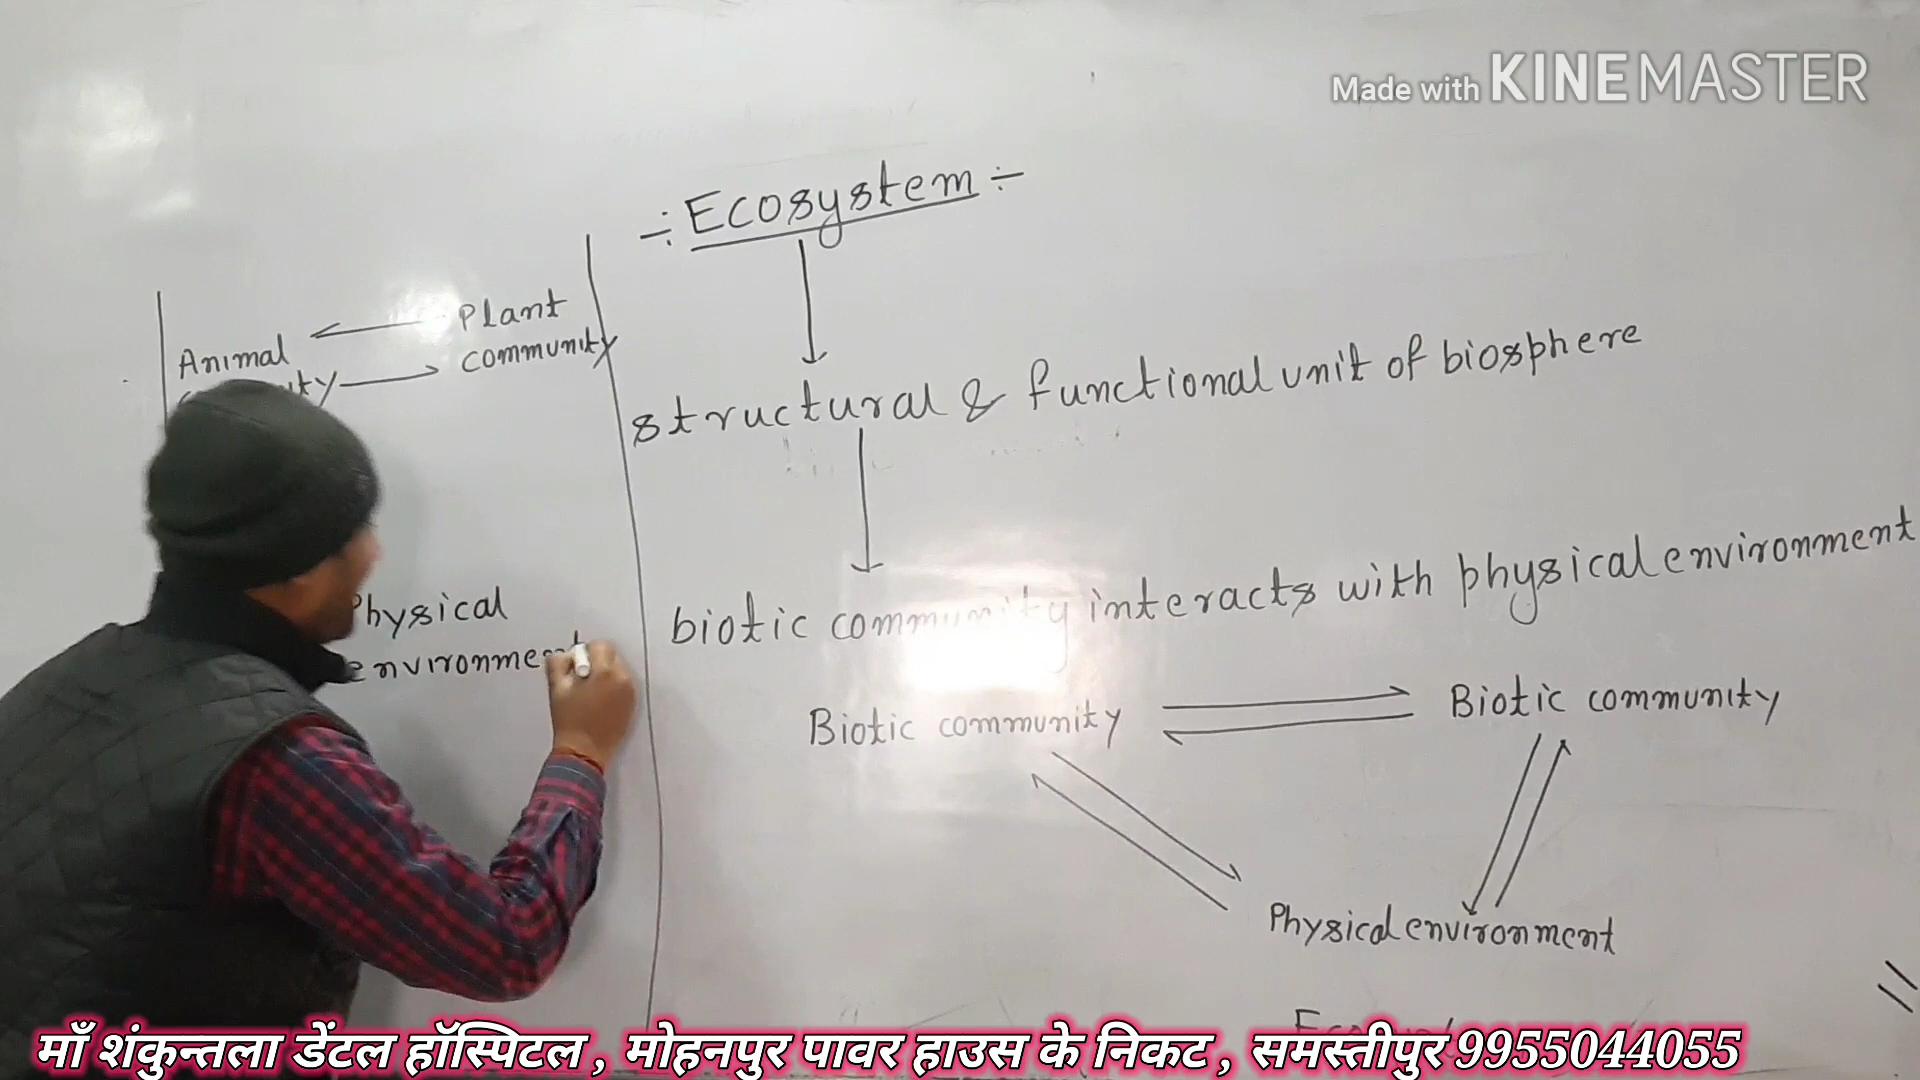 Made with KINEMASTER
÷ Ecosystem ÷
structural & functional unit of biosphere
biotic community interacts with physical environment
Biotic community
Biotic community
Physical environment
Plant
community
Animal
Physical
environment
माँ शंकुन्तला डेंटल हॉस्पिटल , मोहनपुर पावर हाउस के निकट , समस्तीपुर 9955044055